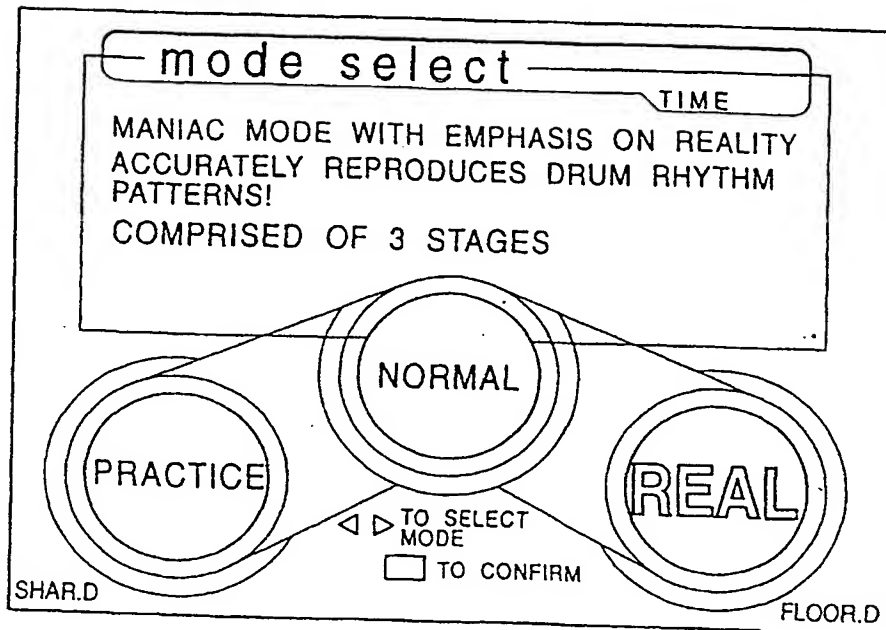 mode select
TIME
MANIAC MODE WITH EMPHASIS ON REALITY
ACCURATELY REPRODUCES DRUM RHYTHM
PATTERNS!
COMPRISED OF 3 STAGES
NORMAL
PRACTICE
REAL
◁ ▷ TO SELECT
MODE
TO CONFIRM
SHAR.D
FLOOR.D